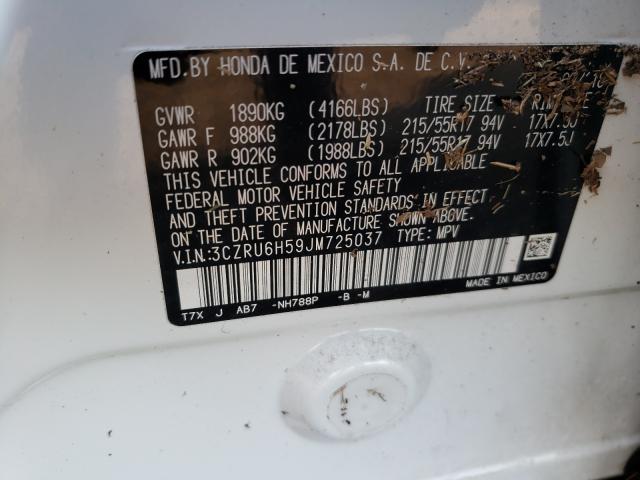 MFD. BY HONDA DE MEXICO S.A. DE C.V.
GVWR 1890KG (4166LBS) TIRE SIZE RIM SIZE
GAWR F 988KG (2178LBS) 215/55R17 94V 17X7.5J
GAWR R 902KG (1988LBS) 215/55R17 94V 17X7.5J
THIS VEHICLE CONFORMS TO ALL APPLICABLE
FEDERAL MOTOR VEHICLE SAFETY
AND THEFT PREVENTION STANDARDS IN EFFECT
ON THE DATE OF MANUFACTURE SHOWN ABOVE.
V.I.N:3CZRU6H59JM725037 TYPE: MPV
T7X J AB7 -NH788P -B -M
MADE IN MEXICO